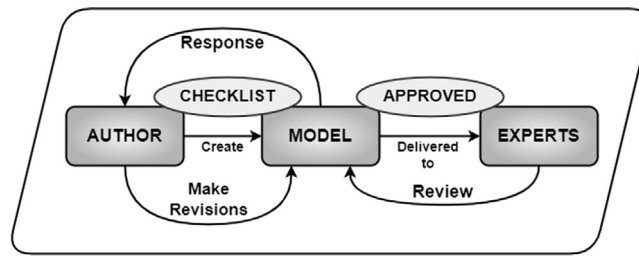 Response
CHECKLIST
APPROVED
AUTHOR
Create
MODEL
Delivered
to
EXPERTS
Make
Revisions
Review